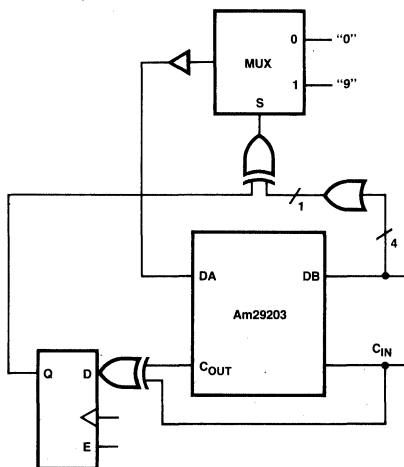 0 "0"
MUX
1 "9"
S
1
4
DA DB
Am29203
C_IN
Q D C_OUT
E